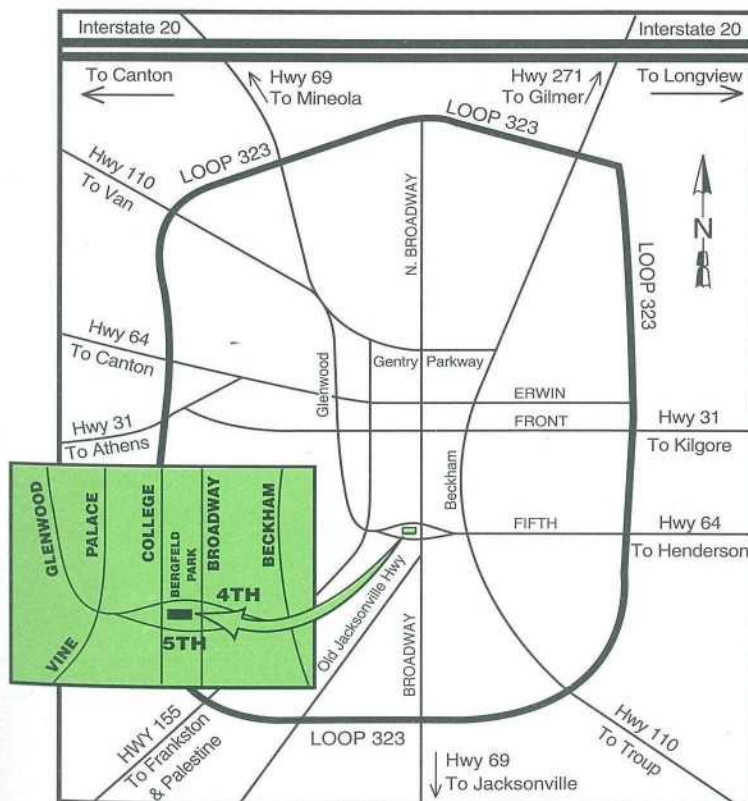 Interstate 20
Interstate 20
To Canton
Hwy 69
To Mineola
Hwy 271
To Gilmer
To Longview
LOOP 323
LOOP 323
Hwy 110
To Van
N. BROADWAY
N
LOOP 323
Hwy 64
To Canton
Glenwood
Gentry Parkway
ERWIN
Hwy 31
To Athens
FRONT
Hwy 31
To Kilgore
Beckham
FIFTH
Hwy 64
To Henderson
GLENWOOD
PALACE
COLLEGE
BERGFELD
PARK
BROADWAY
BECKHAM
4TH
5TH
VINE
Old Jacksonville Hwy
BROADWAY
HWY 155
To Frankston
& Palestine
LOOP 323
Hwy 69
To Jacksonville
Hwy 110
To Troup